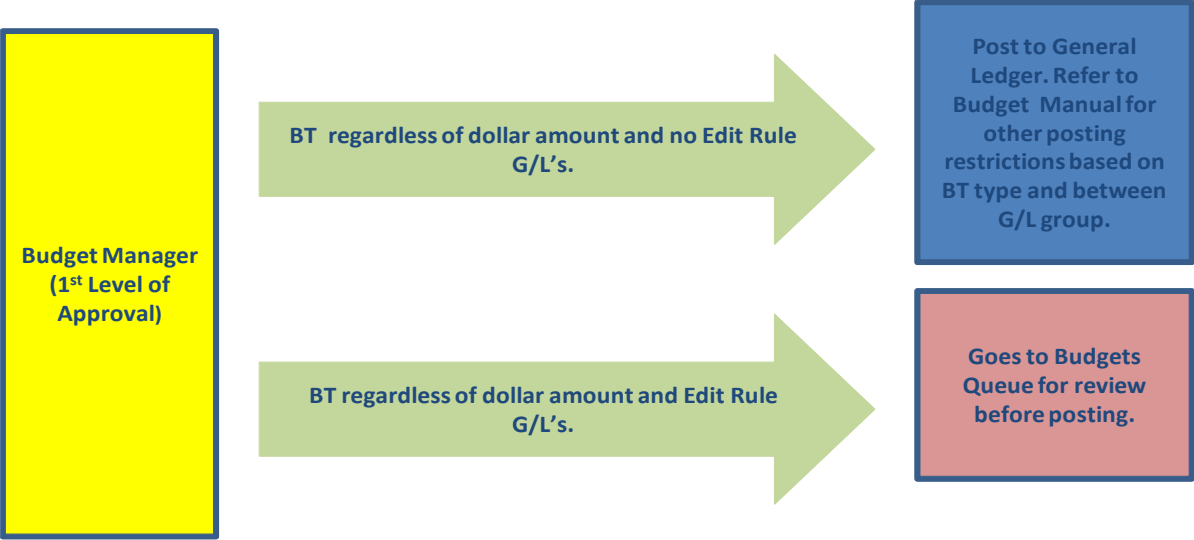 Budget Manager
(1st Level of
Approval)
BT regardless of dollar amount and no Edit Rule
G/L’s.
Post to General
Ledger. Refer to
Budget Manual for
other posting
restrictions based on
BT type and between
G/L group.
BT regardless of dollar amount and Edit Rule
G/L’s.
Goes to Budgets
Queue for review
before posting.